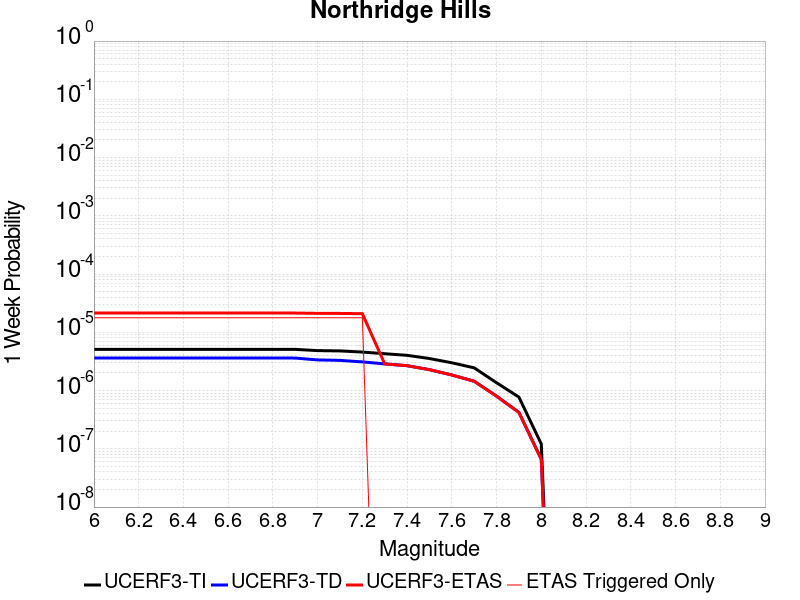 Northridge Hills
10^0
10^-1
10^-2
10^-3
10^-4
10^-5
10^-6
10^-7
10^-8
1 Week Probability
6 6.2 6.4 6.6 6.8 7 7.2 7.4 7.6 7.8 8 8.2 8.4 8.6 8.8 9
Magnitude
UCERF3-TI UCERF3-TD UCERF3-ETAS ETAS Triggered Only